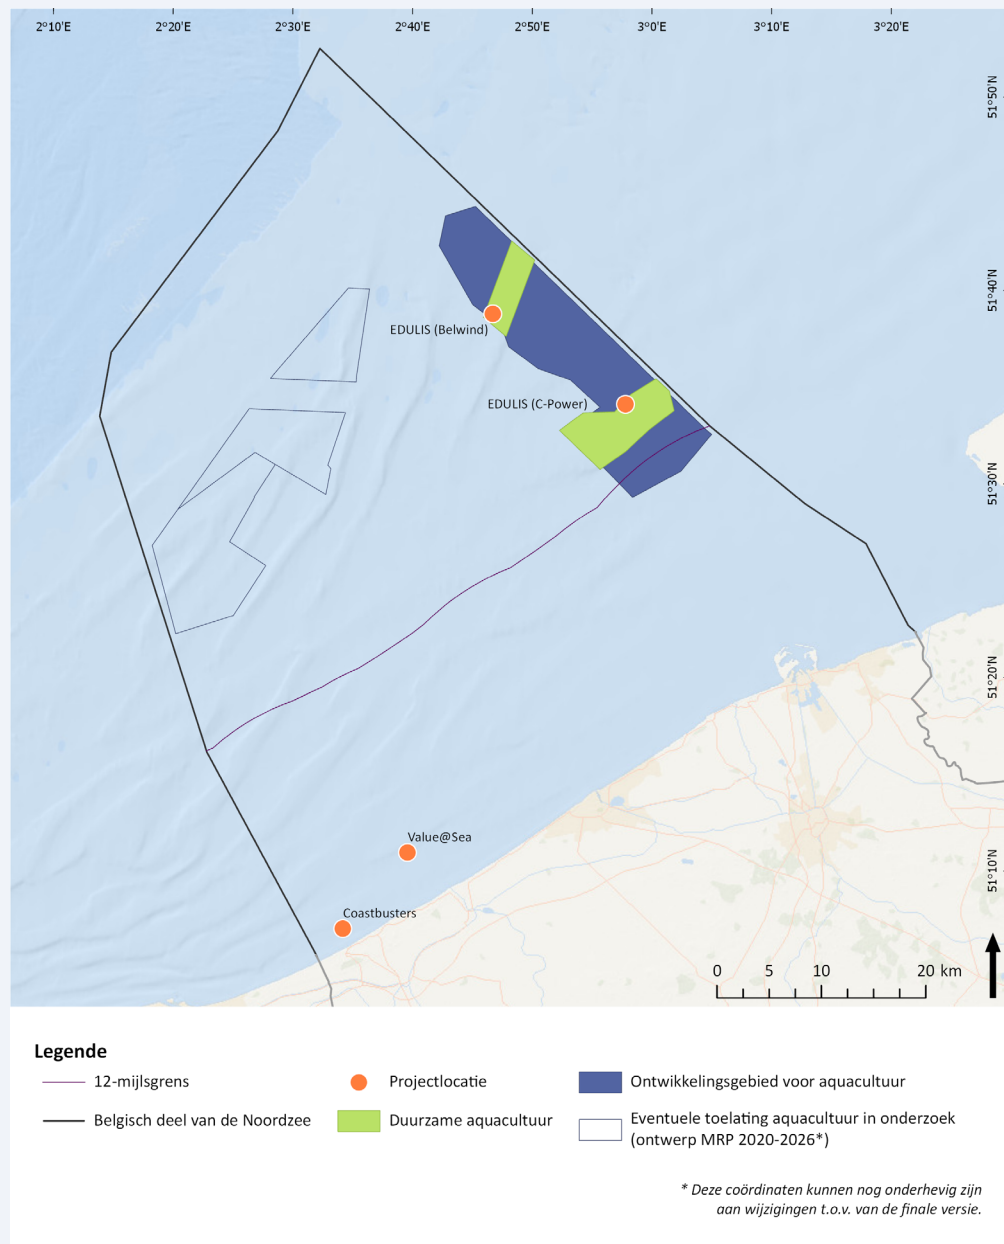 2°10'E
2°20'E
2°30'E
2°40'E
2°50'E
3°0'E
3°10'E
3°20'E
51°50'N
51°40'N
EDULIS (Belwind)
EDULIS (C-Power)
51°30'N
51°20'N
Value@Sea
51°10'N
Coastbusters
0 5 10 20 km
Legende
12-mijlsgrens
Projectlocatie
Ontwikkelingsgebied voor aquacultuur
Belgisch deel van de Noordzee
Duurzame aquacultuur
Eventuele toelating aquacultuur in onderzoek
(ontwerp MRP 2020-2026*)
* Deze coördinaten kunnen nog onderhevig zijn
aan wijzigingen t.o.v. van de finale versie.